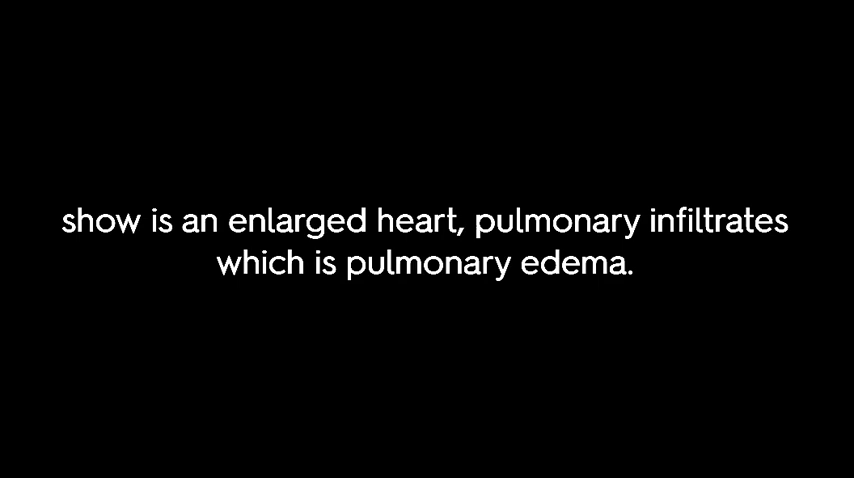 show is an enlarged heart, pulmonary infiltrates
which is pulmonary edema.